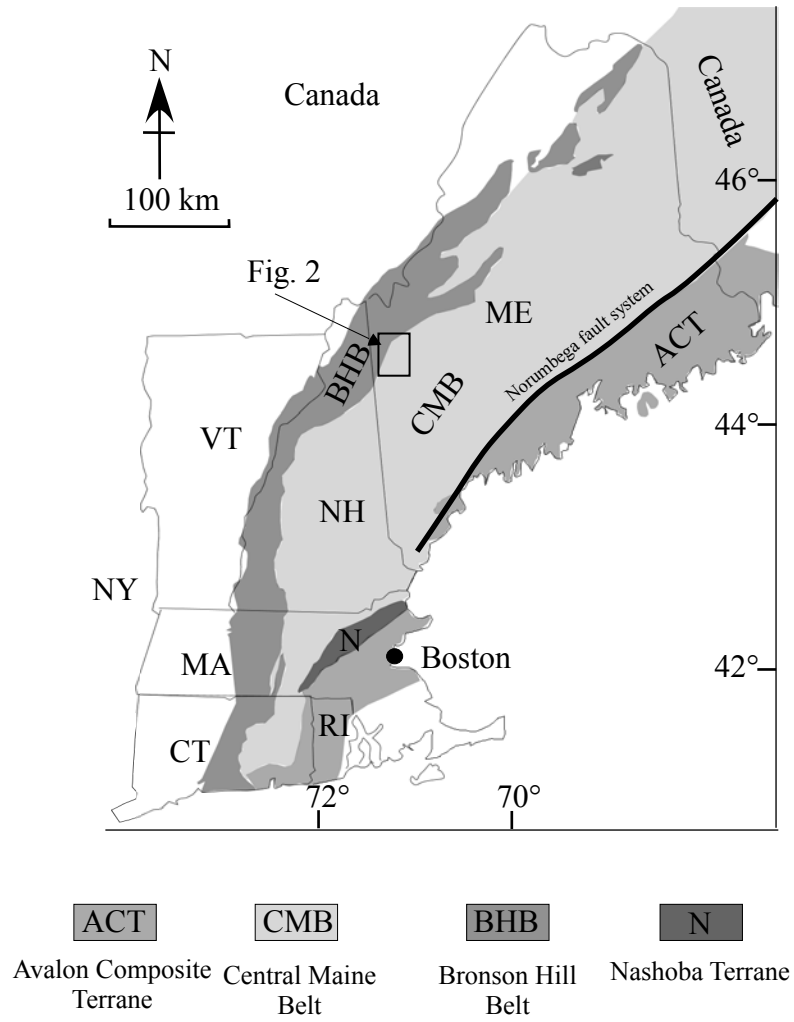 N
Canada
Canada
100 km
46°
Fig. 2
ME
Norumbega fault system
ACT
BHB
CMB
44°
VT
NH
NY
N
MA
Boston
42°
RI
CT
72°
70°
ACT
CMB
BHB
N
Avalon Composite
Terrane
Central Maine
Belt
Bronson Hill
Belt
Nashoba Terrane